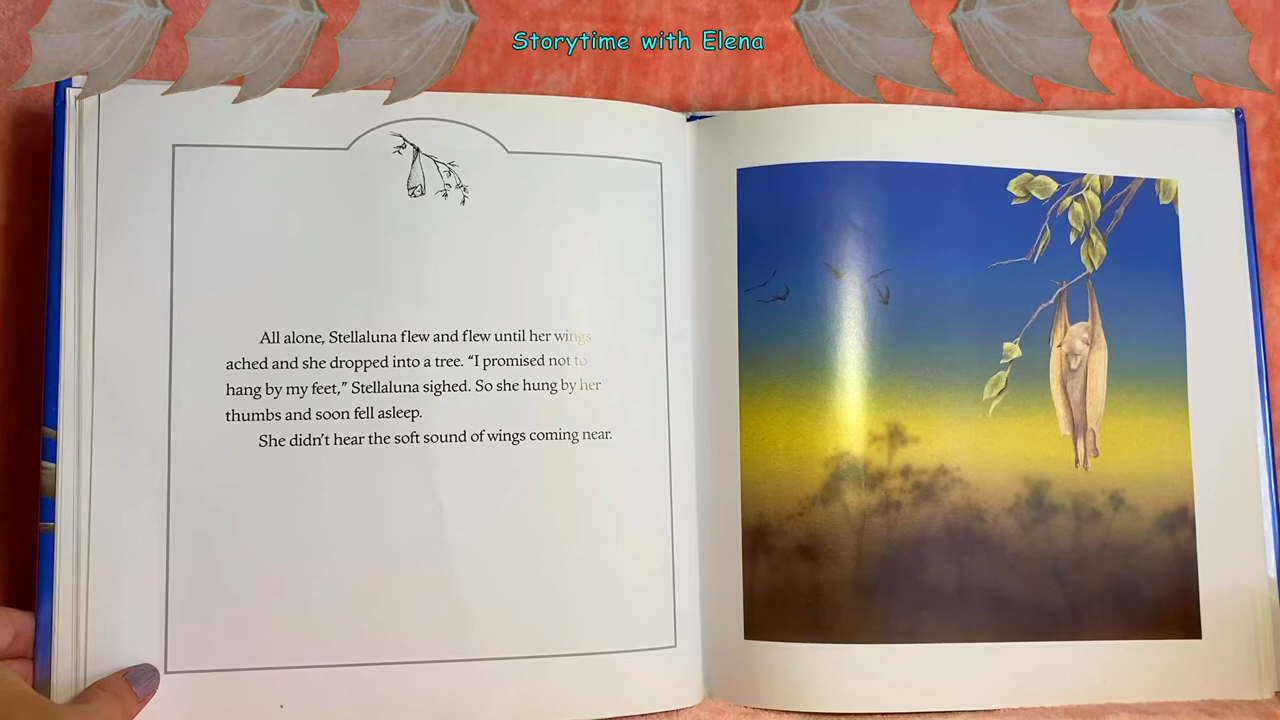 Storytime with Elena
All alone, Stellaluna flew and flew until her wings
ached and she dropped into a tree. “I promised not to
hang by my feet,” Stellaluna sighed. So she hung by her
thumbs and soon fell asleep.
She didn’t hear the soft sound of wings coming near.